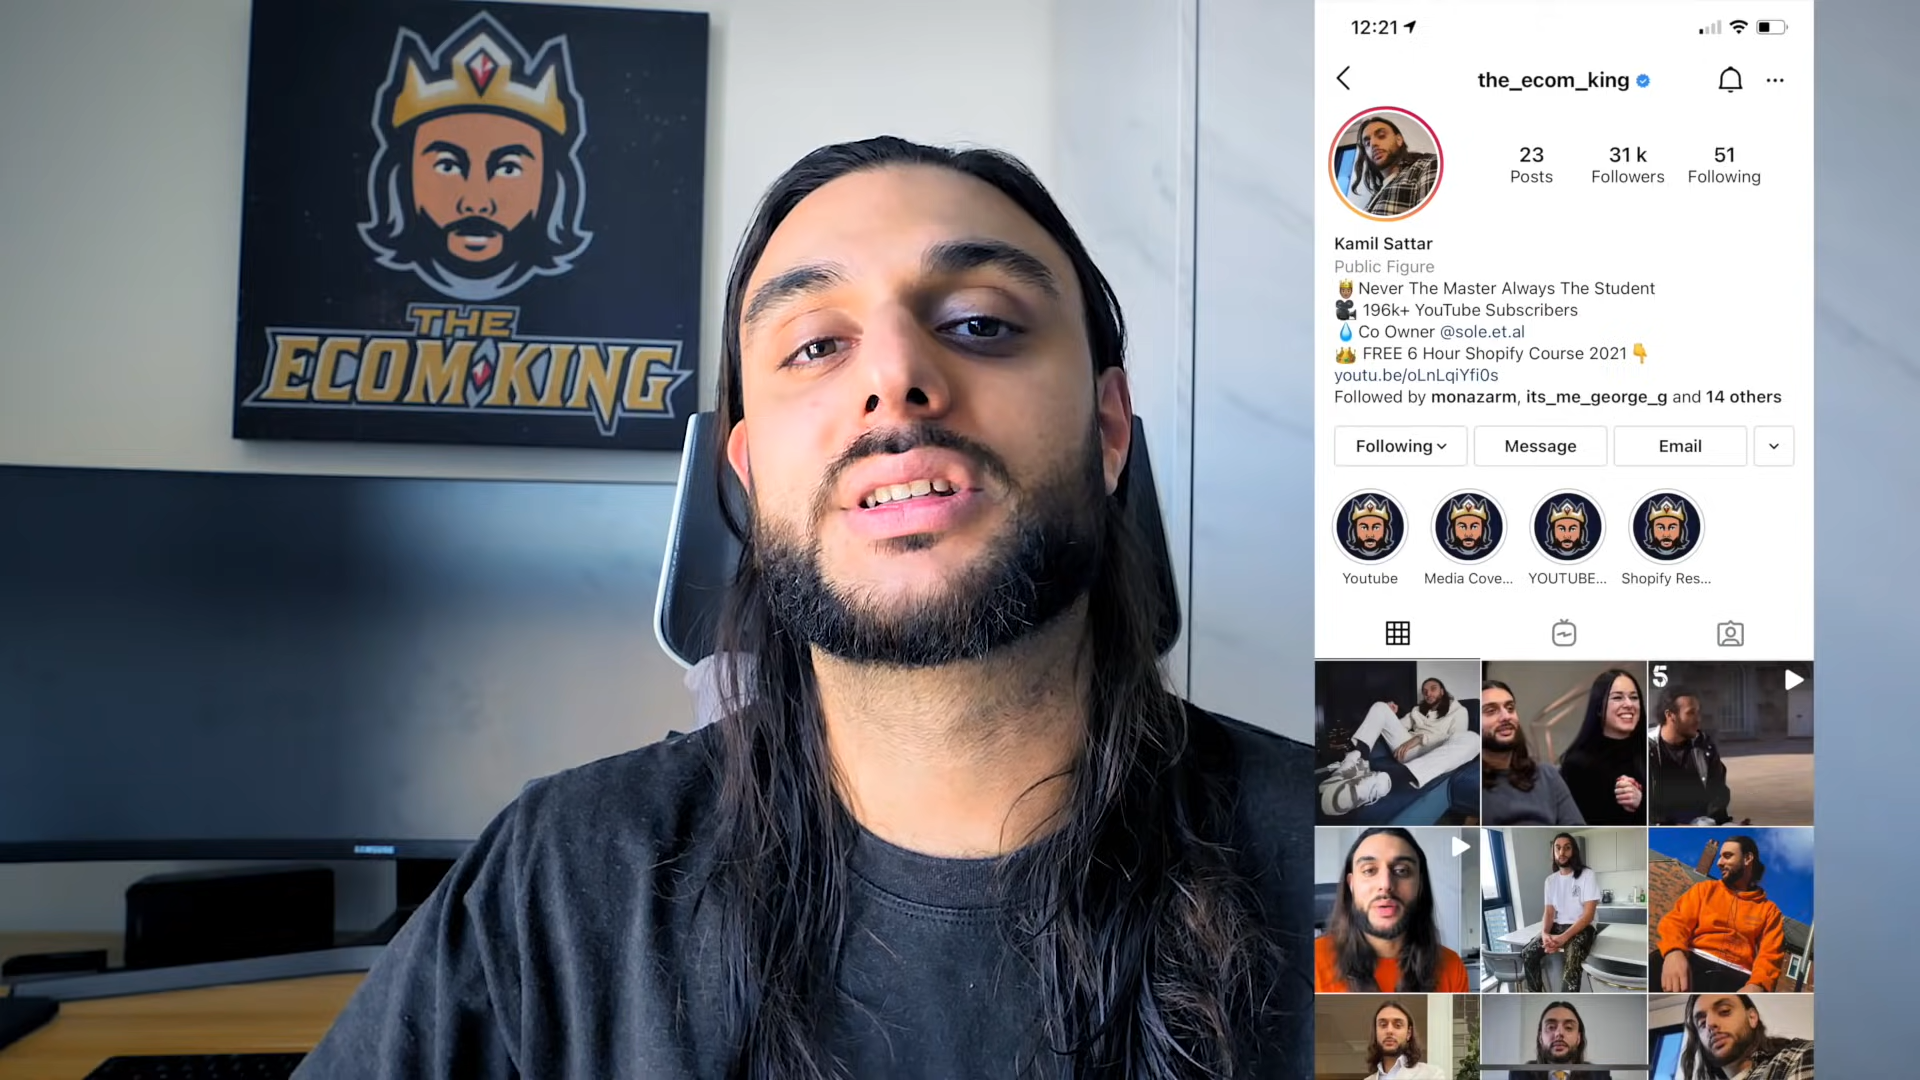 THE
ECOM KING
12:21
the_ecom_king
23
Posts
31 k
Followers
51
Following
Kamil Sattar
Public Figure
Never The Master Always The Student
196k+ YouTube Subscribers
Co Owner @sole.et.al
FREE 6 Hour Shopify Course 2021
youtu.be/oLnLqiYfi0s
Followed by monazarm, its_me_george_g and 14 others
Following
Message
Email
Youtube
Media Cove...
YOUTUBE...
Shopify Res...
5